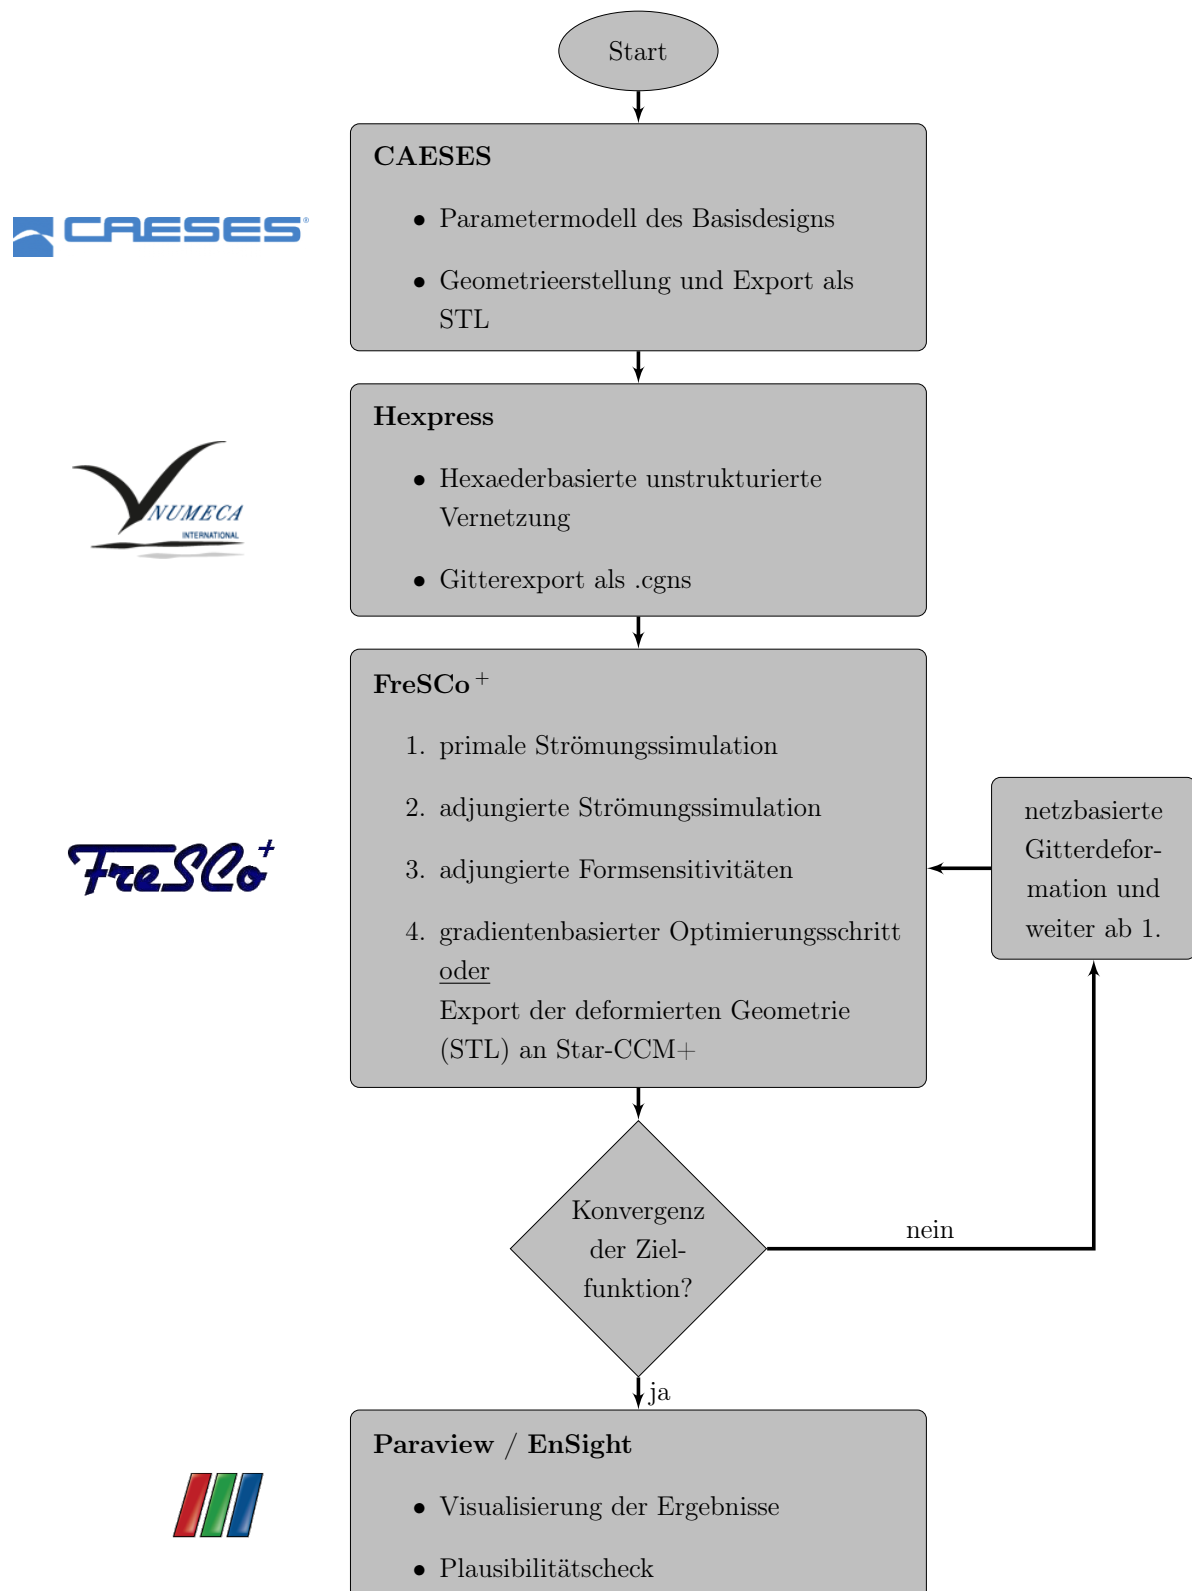 Start
CAESES
• Parametermodell des Basisdesigns
• Geometrieerstellung und Export als
STL
CAESES®
Hexpress
• Hexaederbasierte unstrukturierte
Vernetzung
• Gitterexport als .cgns
NUMECA
INTERNATIONAL
FreSCo+
1. primale Strömungssimulation
2. adjungierte Strömungssimulation
3. adjungierte Formsensitivitäten
4. gradientenbasierter Optimierungsschritt
oder
Export der deformierten Geometrie
(STL) an Star-CCM+
FreSCo+
netzbasierte
Gitterdefor-
mation und
weiter ab 1.
Konvergenz
der Ziel-
funktion?
nein
ja
Paraview / EnSight
• Visualisierung der Ergebnisse
• Plausibilitätscheck